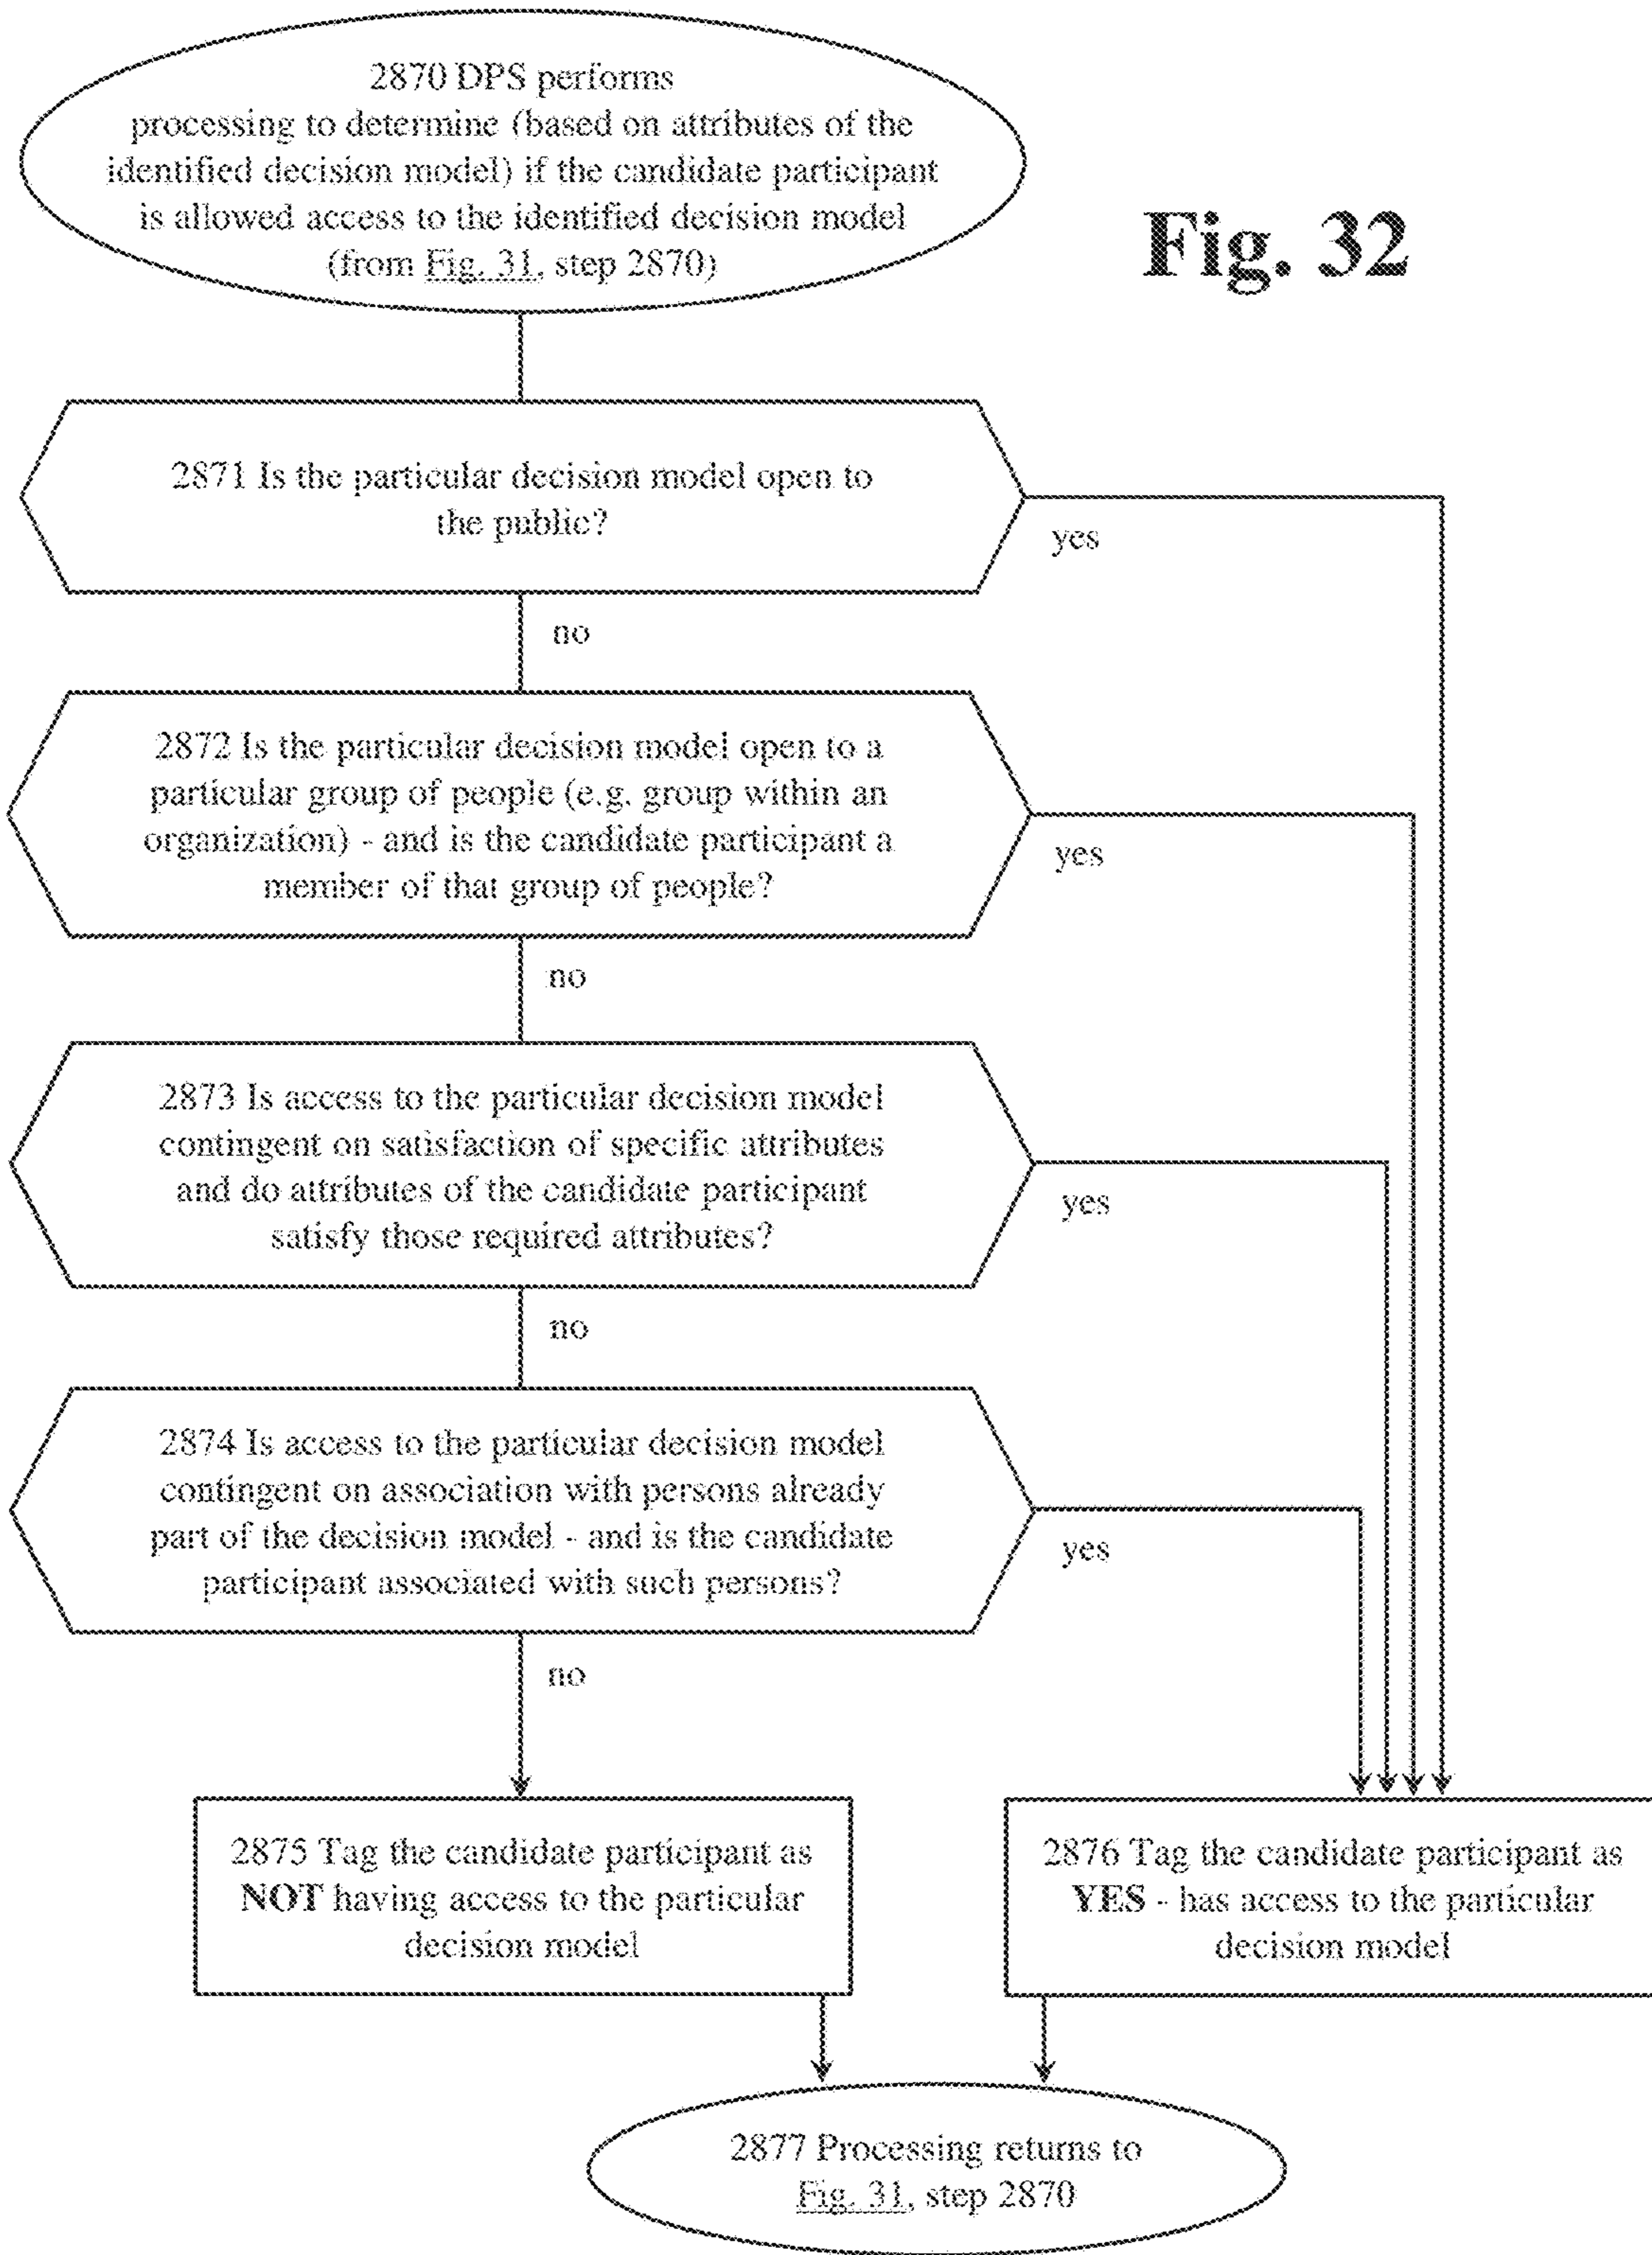 2870 DPS performs
processing to determine (based on attributes of the
identified decision model) if the candidate participant
is allowed access to the identified decision model
(from Fig. 31, step 2870)
Fig. 32
2871 Is the particular decision model open to
the public?
yes
no
2872 Is the particular decision model open to a
particular group of people (e.g. group within an
organization) - and is the candidate participant a
member of that group of people?
yes
no
2873 Is access to the particular decision model
contingent on satisfaction of specific attributes
and do attributes of the candidate participant
satisfy those required attributes?
yes
no
2874 Is access to the particular decision model
contingent on association with persons already
part of the decision model - and is the candidate
participant associated with such persons?
yes
no
2875 Tag the candidate participant as
NOT having access to the particular
decision model
2876 Tag the candidate participant as
YES - has access to the particular
decision model
2877 Processing returns to
Fig. 31, step 2870